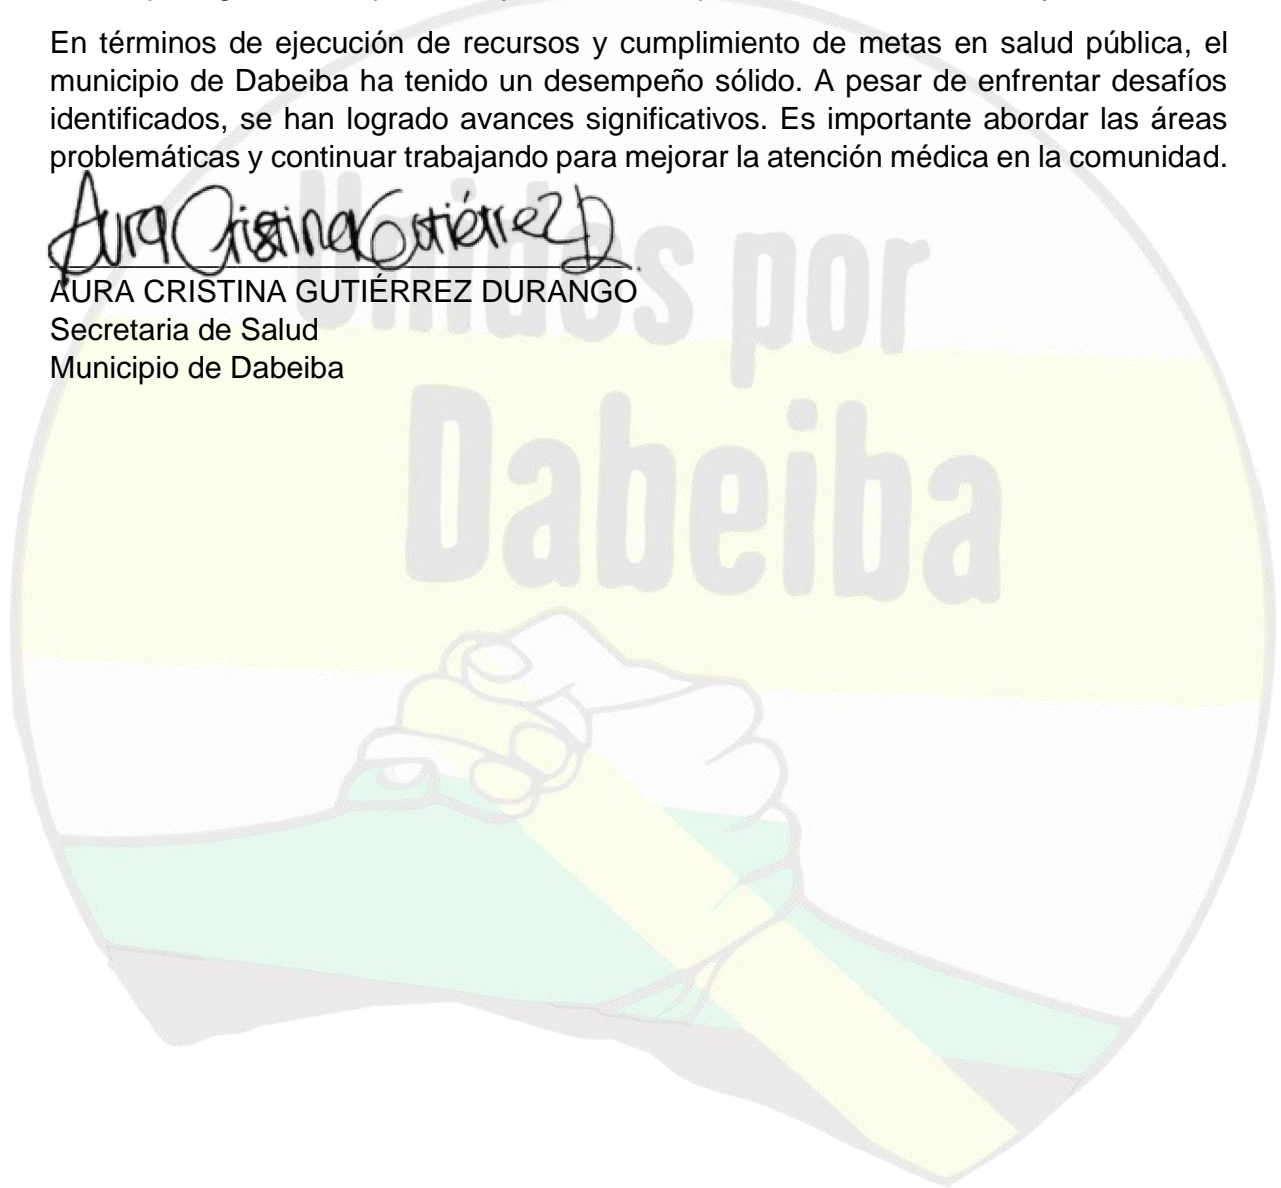 En términos de ejecución de recursos y cumplimiento de metas en salud pública, el
municipio de Dabeiba ha tenido un desempeño sólido. A pesar de enfrentar desafíos
identificados, se han logrado avances significativos. Es importante abordar las áreas
problemáticas y continuar trabajando para mejorar la atención médica en la comunidad.
Aura Cristina Gutiérrez D
AURA CRISTINA GUTIÉRREZ DURANGO
Secretaria de Salud
Municipio de Dabeiba
Unidos por
Dabeiba